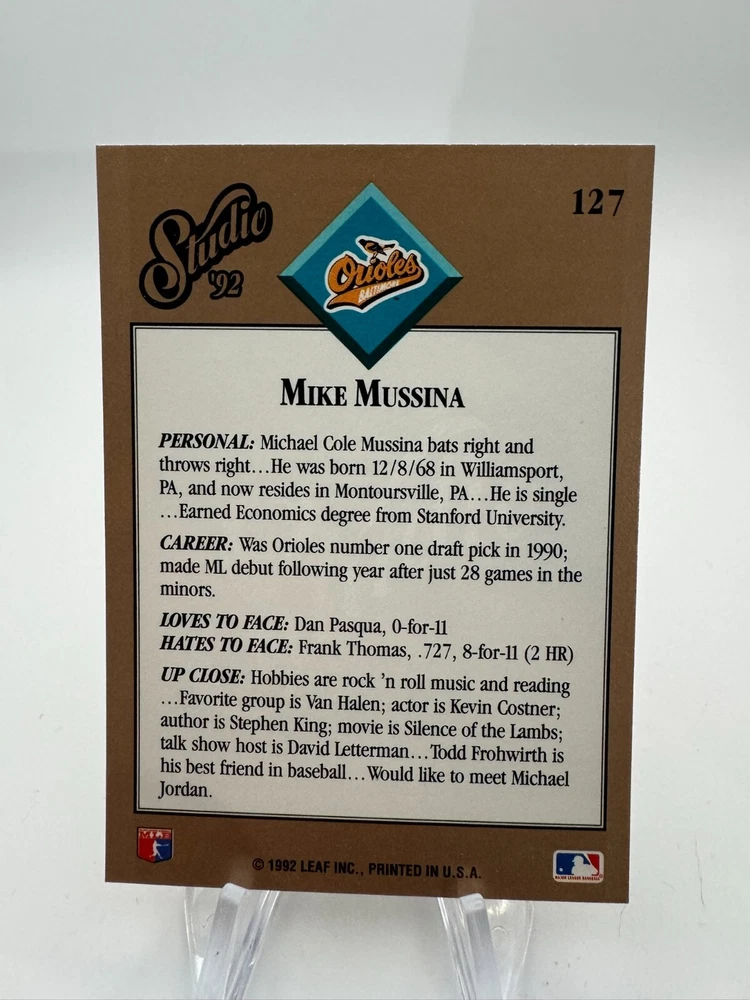 Studio
'92
Orioles
BALTIMORE
127
MIKE MUSSINA
PERSONAL: Michael Cole Mussina bats right and
throws right...He was born 12/8/68 in Williamsport,
PA, and now resides in Montoursville, PA...He is single
...Earned Economics degree from Stanford University.
CAREER: Was Orioles number one draft pick in 1990;
made ML debut following year after just 28 games in the
minors.
LOVES TO FACE: Dan Pasqua, 0-for-11
HATES TO FACE: Frank Thomas, .727, 8-for-11 (2 HR)
UP CLOSE: Hobbies are rock 'n roll music and reading
...Favorite group is Van Halen; actor is Kevin Costner;
author is Stephen King; movie is Silence of the Lambs;
talk show host is David Letterman...Todd Frohwirth is
his best friend in baseball...Would like to meet Michael
Jordan.
© 1992 LEAF INC., PRINTED IN U.S.A.
MAJOR LEAGUE BASEBALL